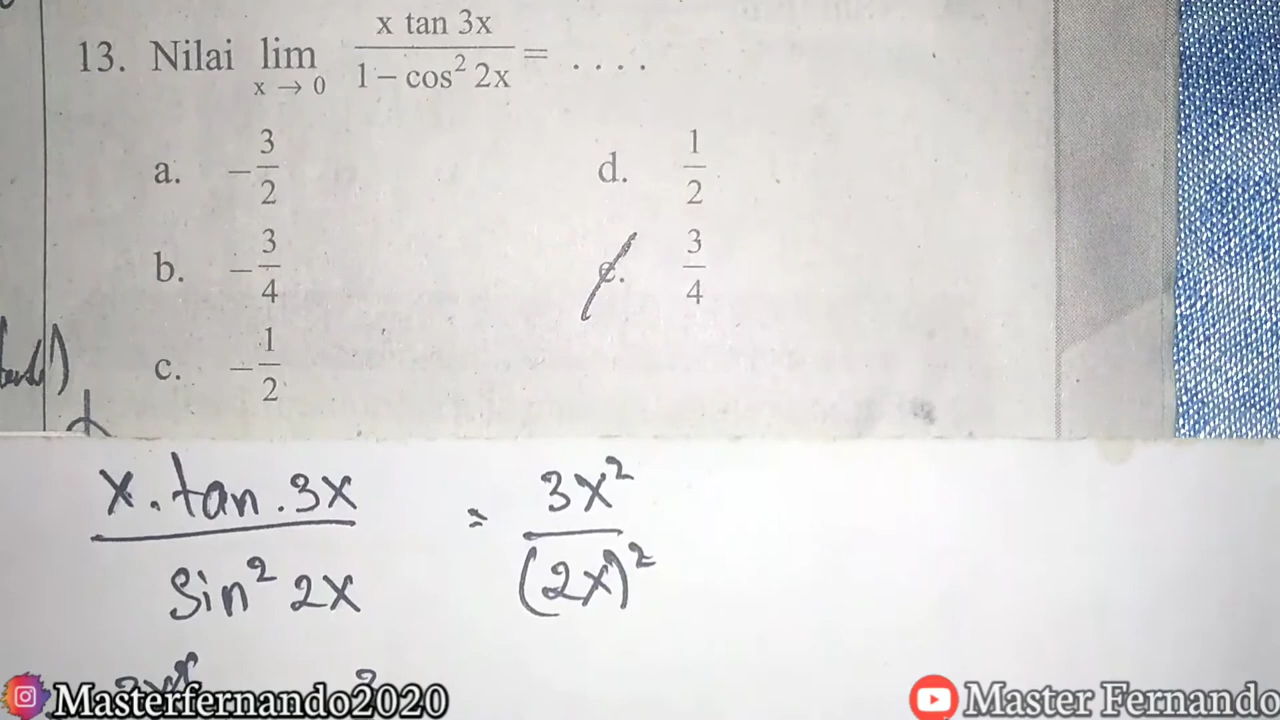 13. Nilai lim x → 0 x tan 3x / 1 – cos² 2x = . . . .
a. – 3/2
b. – 3/4
c. – 1/2
d. 1/2
e. 3/4
x . tan . 3x / sin² 2x = 3x² / (2x)²
Masterfernando2020
Master Fernando